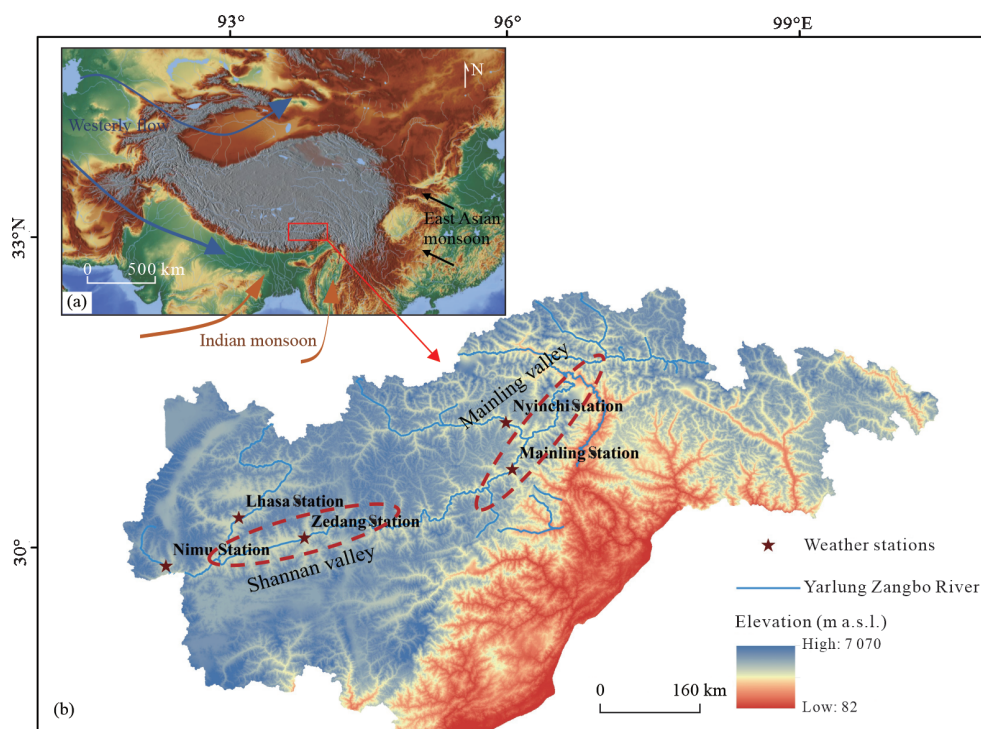 93°
96°
99°E
33°N
30°
N
Westerly flow
East Asian
monsoon
0
500 km
(a)
Indian monsoon
Mainling valley
Nyinchi Station
Mainling Station
Lhasa Station
Zedang Station
Nimu Station
Shannan valley
Weather stations
Yarlung Zangbo River
Elevation (m a.s.l.)
High: 7 070
Low: 82
0
160 km
(b)